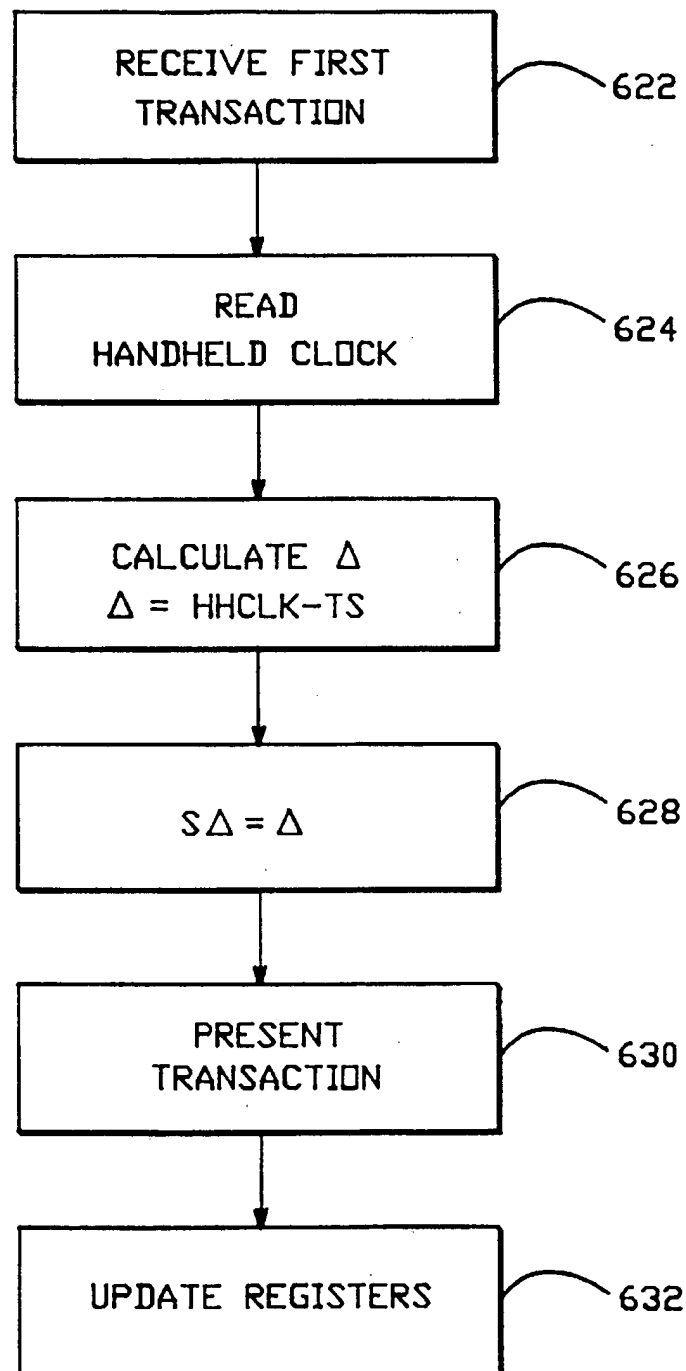 RECEIVE FIRST
TRANSACTION
622
READ
HANDHELD CLOCK
624
CALCULATE Δ
Δ = HHCLK-TS
626
SΔ = Δ
628
PRESENT
TRANSACTION
630
UPDATE REGISTERS
632